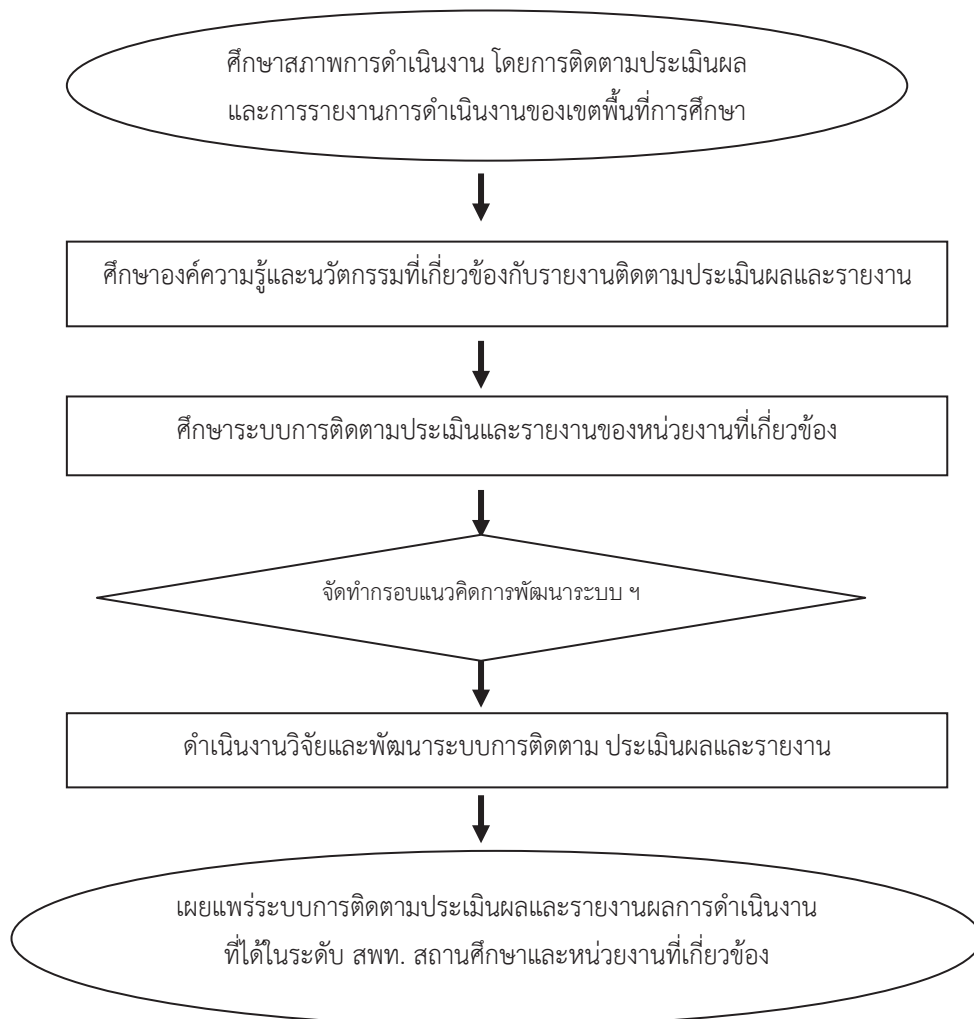 ศึกษาสภาพการดำเนินงาน โดยการติดตามประเมินผล
และการรายงานการดำเนินงานของเขตพื้นที่การศึกษา
ศึกษาองค์ความรู้และนวัตกรรมที่เกี่ยวข้องกับรายงานติดตามประเมินผลและรายงาน
ศึกษาระบบการติดตามประเมินและรายงานของหน่วยงานที่เกี่ยวข้อง
จัดทำกรอบแนวคิดการพัฒนาระบบ ฯ
ดำเนินงานวิจัยและพัฒนาระบบการติดตาม ประเมินผลและรายงาน
เผยแพร่ระบบการติดตามประเมินผลและรายงานผลการดำเนินงาน
ที่ได้ในระดับ สพท. สถานศึกษาและหน่วยงานที่เกี่ยวข้อง